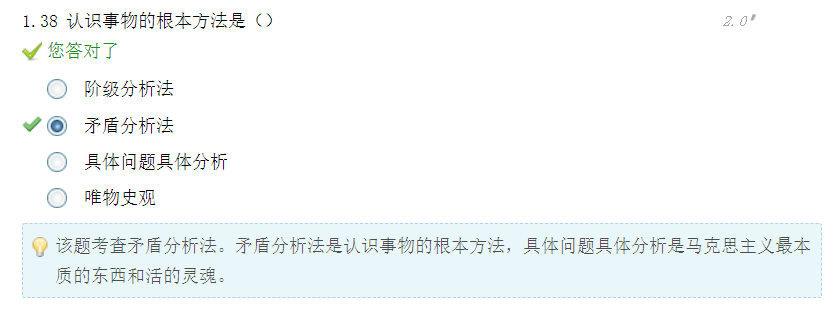 1.38 认识事物的根本方法是（）
2.0
您答对了
阶级分析法
矛盾分析法
具体问题具体分析
唯物史观
该题考查矛盾分析法。矛盾分析法是认识事物的根本方法，具体问题具体分析是马克思主义最本
质的东西和活的灵魂。